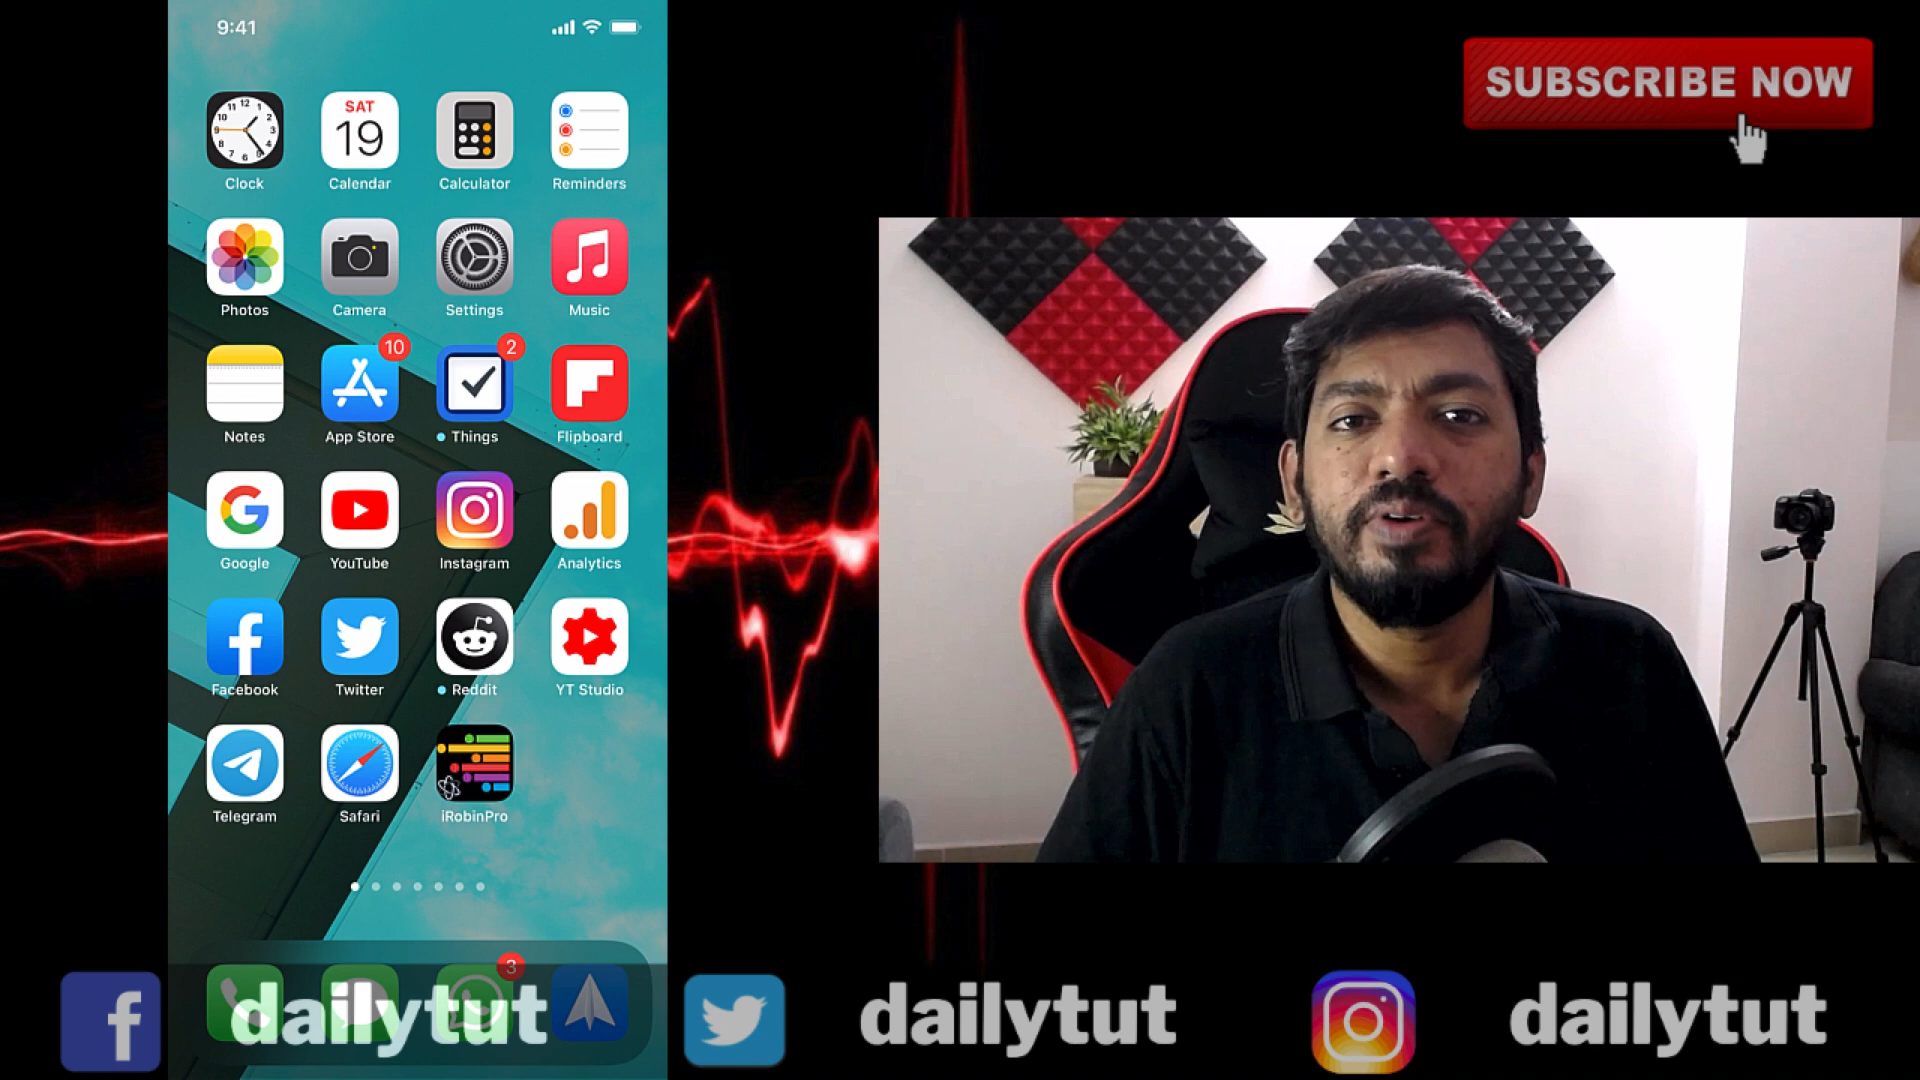 9:41
SUBSCRIBE NOW
SAT
19
Clock
Calendar
Calculator
Reminders
Photos
Camera
Settings
Music
10
2
Notes
App Store
Things
Flipboard
Google
YouTube
Instagram
Analytics
Facebook
Twitter
Reddit
YT Studio
Telegram
Safari
iRobinPro
3
dailytut
dailytut
dailytut